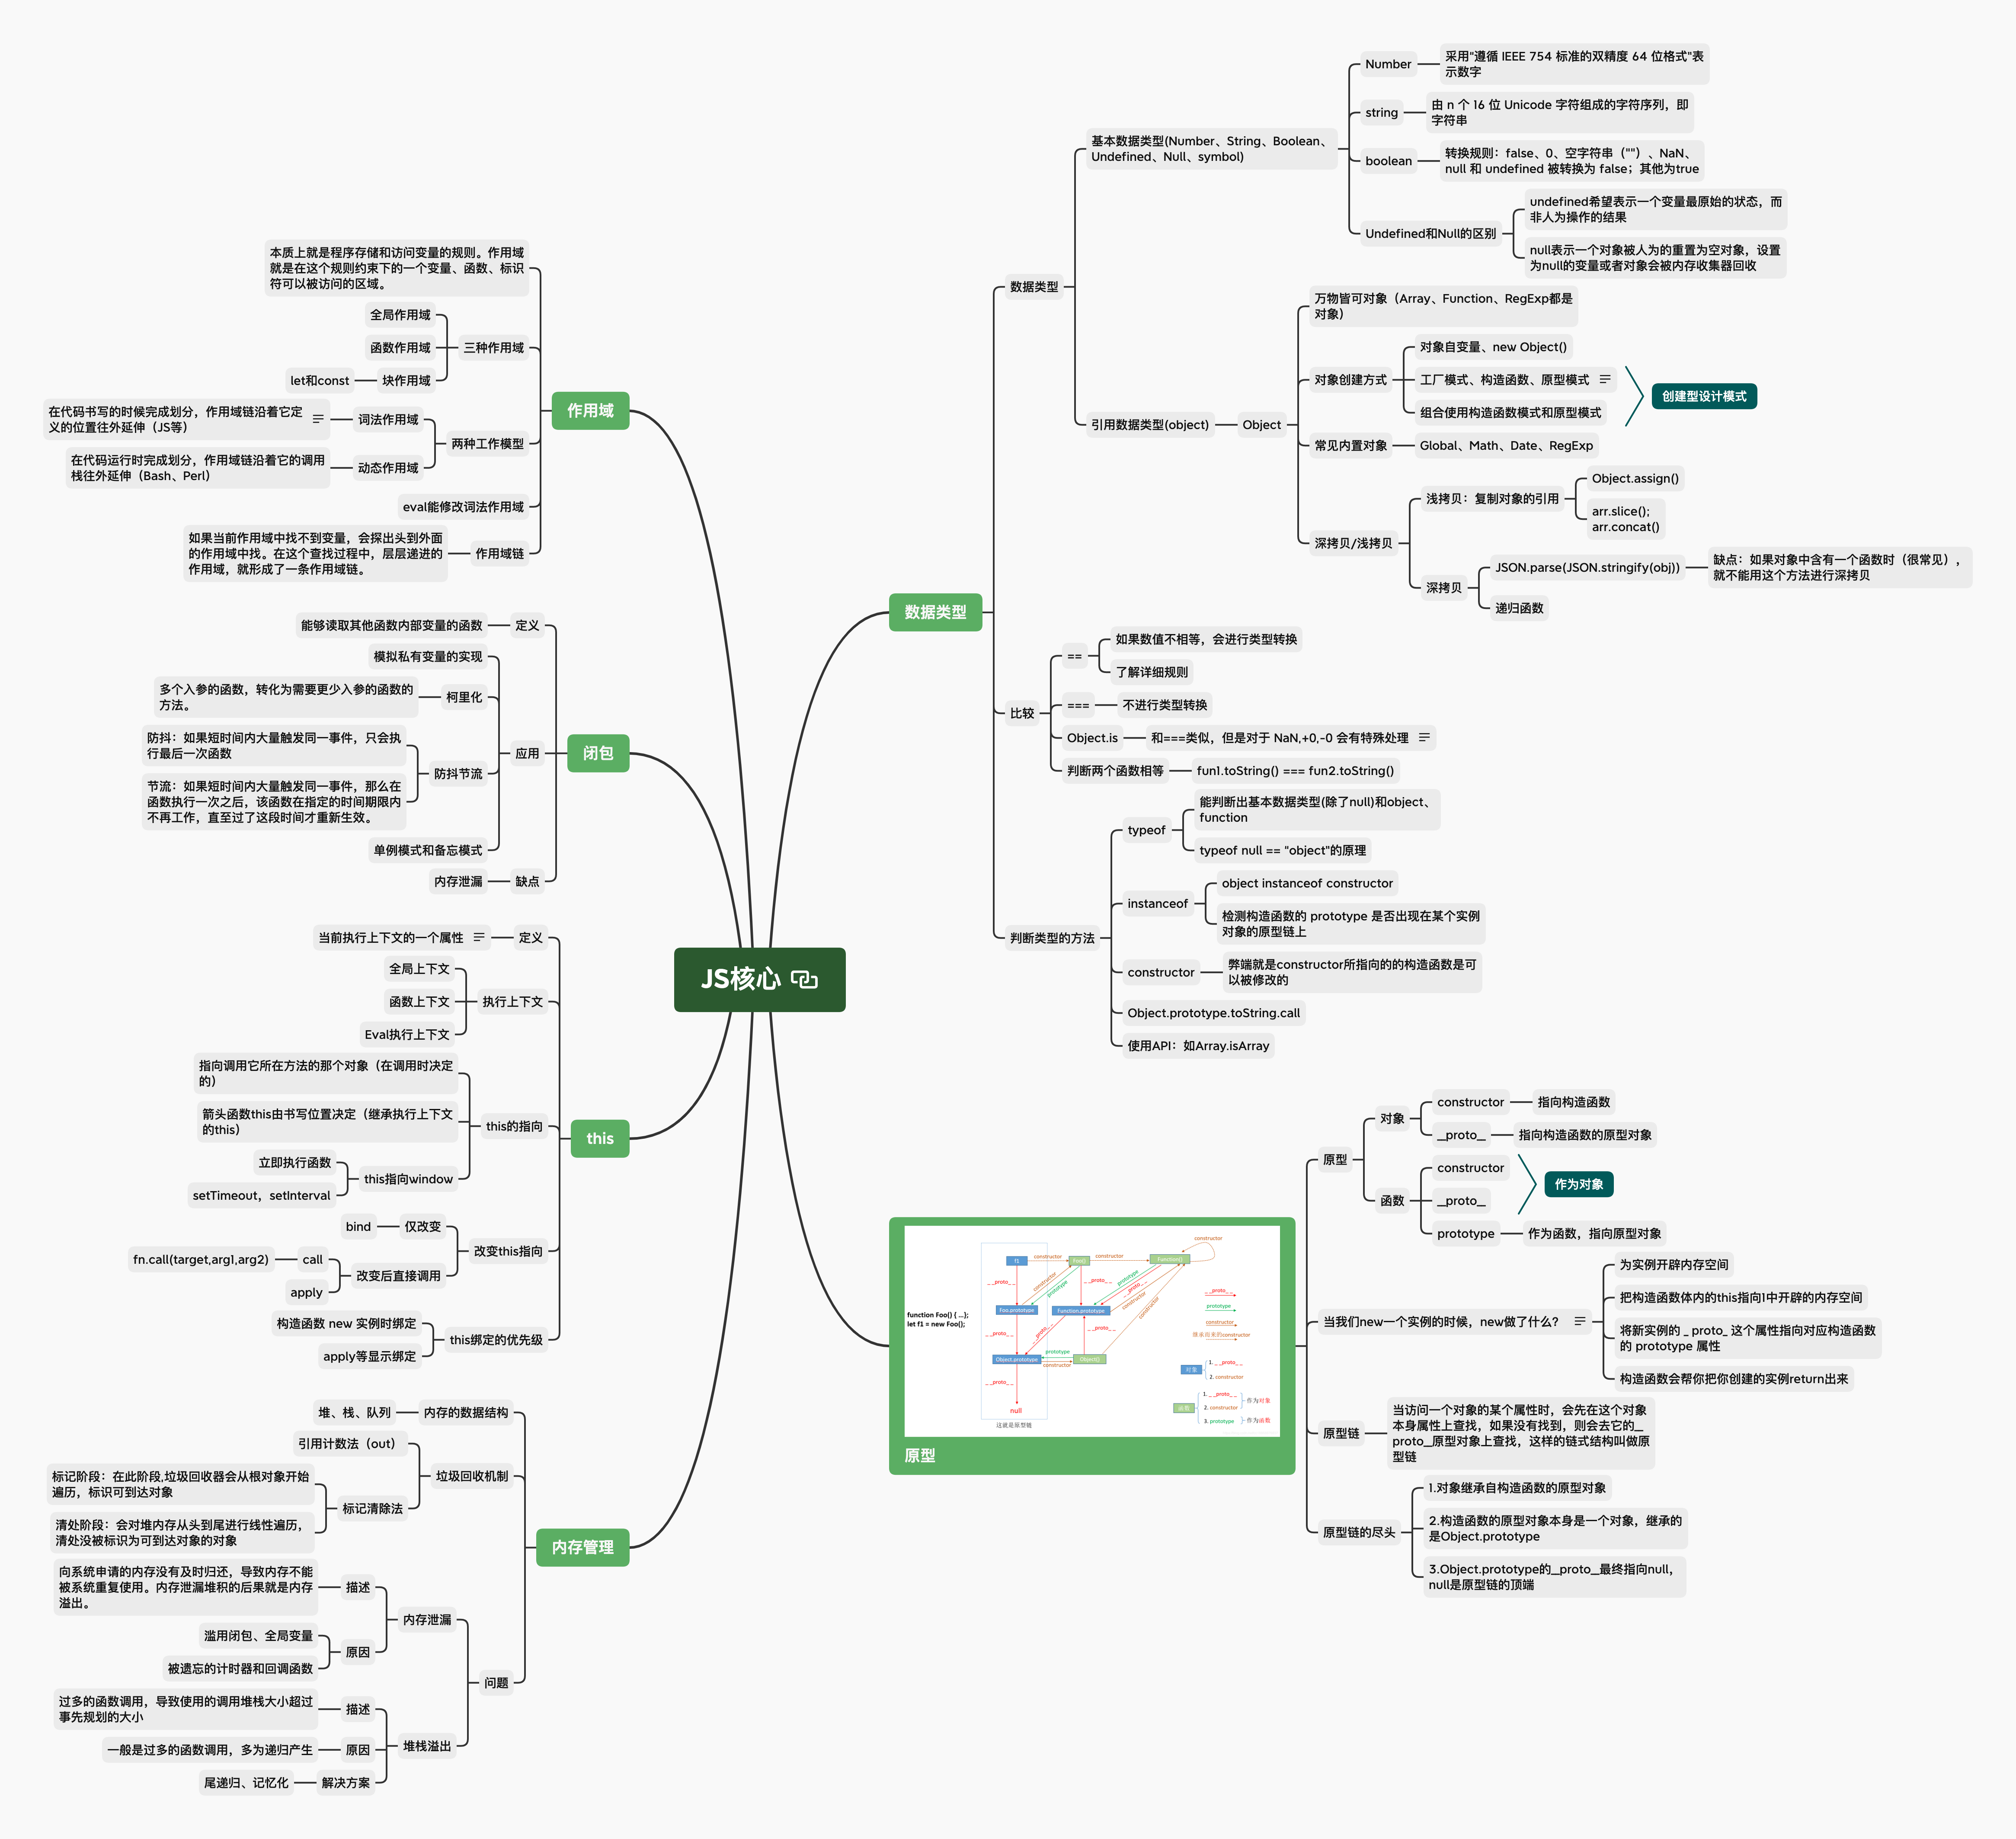 JS核心
数据类型
数据类型
基本数据类型(Number、String、Boolean、
Undefined、Null、symbol)
Number
采用"遵循 IEEE 754 标准的双精度 64 位格式"表
示数字
string
由 n 个 16 位 Unicode 字符组成的字符序列，即
字符串
boolean
转换规则：false、0、空字符串（""）、NaN、
null 和 undefined 被转换为 false；其他为true
Undefined和Null的区别
undefined希望表示一个变量最原始的状态，而
非人为操作的结果
null表示一个对象被人为的重置为空对象，设置
为null的变量或者对象会被内存收集器回收
引用数据类型(object)
Object
万物皆可对象（Array、Function、RegExp都是
对象）
对象创建方式
对象自变量、new Object()
工厂模式、构造函数、原型模式
组合使用构造函数模式和原型模式
创建型设计模式
常见内置对象
Global、Math、Date、RegExp
深拷贝/浅拷贝
浅拷贝：复制对象的引用
Object.assign()
arr.slice();
arr.concat()
深拷贝
JSON.parse(JSON.stringify(obj))
缺点：如果对象中含有一个函数时（很常见），
就不能用这个方法进行深拷贝
递归函数
比较
==
如果数值不相等，会进行类型转换
了解详细规则
===
不进行类型转换
Object.is
和===类似，但是对于 NaN,+0,-0 会有特殊处理
判断两个函数相等
fun1.toString() === fun2.toString()
判断类型的方法
typeof
能判断出基本数据类型(除了null)和object、
function
typeof null == "object"的原理
instanceof
object instanceof constructor
检测构造函数的 prototype 是否出现在某个实例
对象的原型链上
constructor
弊端就是constructor所指向的的构造函数是可
以被修改的
Object.prototype.toString.call
使用API：如Array.isArray
function Foo() { ...};
let f1 = new Foo();
f1
constructor
Foo()
constructor
Function()
constructor
__proto__
constructor
prototype
__proto__
prototype
__proto__
constructor
constructor
Foo.prototype
Function.prototype
__proto__
__proto__
__proto__
Object.prototype
prototype
constructor
Object()
__proto__
null
这就是原型链
__proto__
prototype
constructor
继承而来的constructor
对象
1. __proto__
2. constructor
函数
1. __proto__
2. constructor
3. prototype
作为对象
作为函数
原型
原型
对象
constructor
指向构造函数
__proto__
指向构造函数的原型对象
函数
constructor
__proto__
作为对象
prototype
作为函数，指向原型对象
当我们new一个实例的时候，new做了什么？
为实例开辟内存空间
把构造函数体内的this指向1中开辟的内存空间
将新实例的 _ proto_ 这个属性指向对应构造函数
的 prototype 属性
构造函数会帮你把你创建的实例return出来
原型链
当访问一个对象的某个属性时，会先在这个对象
本身属性上查找，如果没有找到，则会去它的__
proto__原型对象上查找，这样的链式结构叫做原
型链
原型链的尽头
1.对象继承自构造函数的原型对象
2.构造函数的原型对象本身是一个对象，继承的
是Object.prototype
3.Object.prototype的__proto__最终指向null，
null是原型链的顶端
作用域
本质上就是程序存储和访问变量的规则。作用域
就是在这个规则约束下的一个变量、函数、标识
符可以被访问的区域。
三种作用域
全局作用域
函数作用域
块作用域
let和const
两种工作模型
词法作用域
在代码书写的时候完成划分，作用域链沿着它定
义的位置往外延伸（JS等）
动态作用域
在代码运行时完成划分，作用域链沿着它的调用
栈往外延伸（Bash、Perl）
eval能修改词法作用域
作用域链
如果当前作用域中找不到变量，会探出头到外面
的作用域中找。在这个查找过程中，层层递进的
作用域，就形成了一条作用域链。
闭包
定义
能够读取其他函数内部变量的函数
应用
模拟私有变量的实现
柯里化
多个入参的函数，转化为需要更少入参的函数的
方法。
防抖节流
防抖：如果短时间内大量触发同一事件，只会执
行最后一次函数
节流：如果短时间内大量触发同一事件，那么在
函数执行一次之后，该函数在指定的时间期限内
不再工作，直至过了这段时间才重新生效。
单例模式和备忘模式
缺点
内存泄漏
this
定义
当前执行上下文的一个属性
执行上下文
全局上下文
函数上下文
Eval执行上下文
this的指向
指向调用它所在方法的那个对象（在调用时决定
的）
箭头函数this由书写位置决定（继承执行上下文
的this）
this指向window
立即执行函数
setTimeout，setInterval
改变this指向
仅改变
bind
改变后直接调用
call
fn.call(target,arg1,arg2)
apply
this绑定的优先级
构造函数 new 实例时绑定
apply等显示绑定
内存管理
内存的数据结构
堆、栈、队列
垃圾回收机制
引用计数法（out）
标记清除法
标记阶段：在此阶段,垃圾回收器会从根对象开始
遍历，标识可到达对象
清处阶段：会对堆内存从头到尾进行线性遍历，
清处没被标识为可到达对象的对象
问题
内存泄漏
描述
向系统申请的内存没有及时归还，导致内存不能
被系统重复使用。内存泄漏堆积的后果就是内存
溢出。
原因
滥用闭包、全局变量
被遗忘的计时器和回调函数
堆栈溢出
描述
过多的函数调用，导致使用的调用堆栈大小超过
事先规划的大小
原因
一般是过多的函数调用，多为递归产生
解决方案
尾递归、记忆化